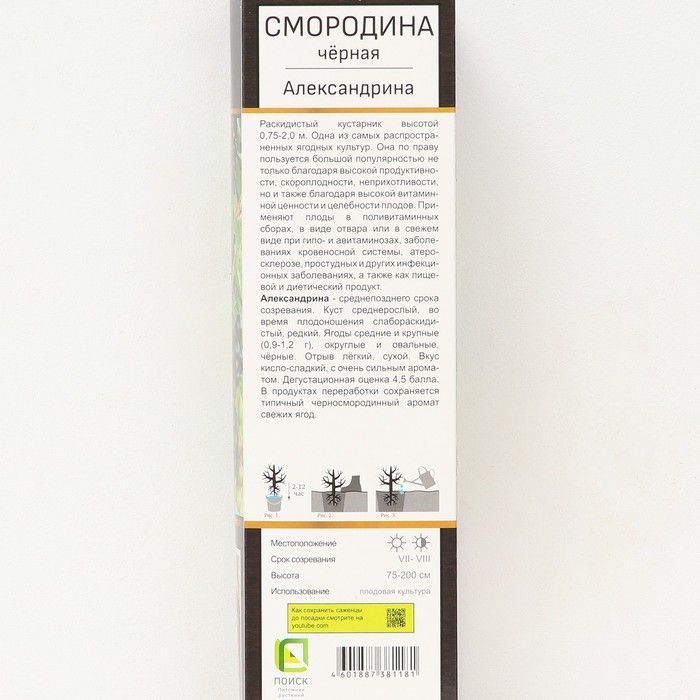 СМОРОДИНА
чёрная
Александрина
Раскидистый кустарник высотой
0,75-2,0 м. Одна из самых распростра-
ненных ягодных культур. Она по праву
пользуется большой популярностью не
только благодаря высокой продуктивно-
сти, скороплодности, неприхотливости,
но и также благодаря высокой витамин-
ной ценности и целебности плодов. При-
меняют плоды в поливитаминных
сборах, в виде отвара или в свежем
виде при гипо- и авитаминозах, заболе-
ваниях кровеносной системы, атеро-
склерозе, простудных и других инфекци-
онных заболеваниях, а также как пище-
вой и диетический продукт.
Александрина - среднепозднего срока
созревания. Куст среднерослый, во
время плодоношения слабораскиди-
стый, редкий. Ягоды средние и крупные
(0,9-1,2 г), округлые и овальные,
чёрные. Отрыв лёгкий, сухой. Вкус
кисло-сладкий, с очень сильным арома-
том. Дегустационная оценка 4,5 балла.
В продуктах переработки сохраняется
типичный черносмородинный аромат
свежих ягод.
2-12
час
Рис. 1. Рис. 2. Рис. 3.
Местоположение
Срок созревания VII- VIII
Высота 75-200 см
Использование плодовая культура
Как сохранить саженцы
до посадки смотрите на
youtube.com
ПОИСК
Питомник
растений
4601887381181